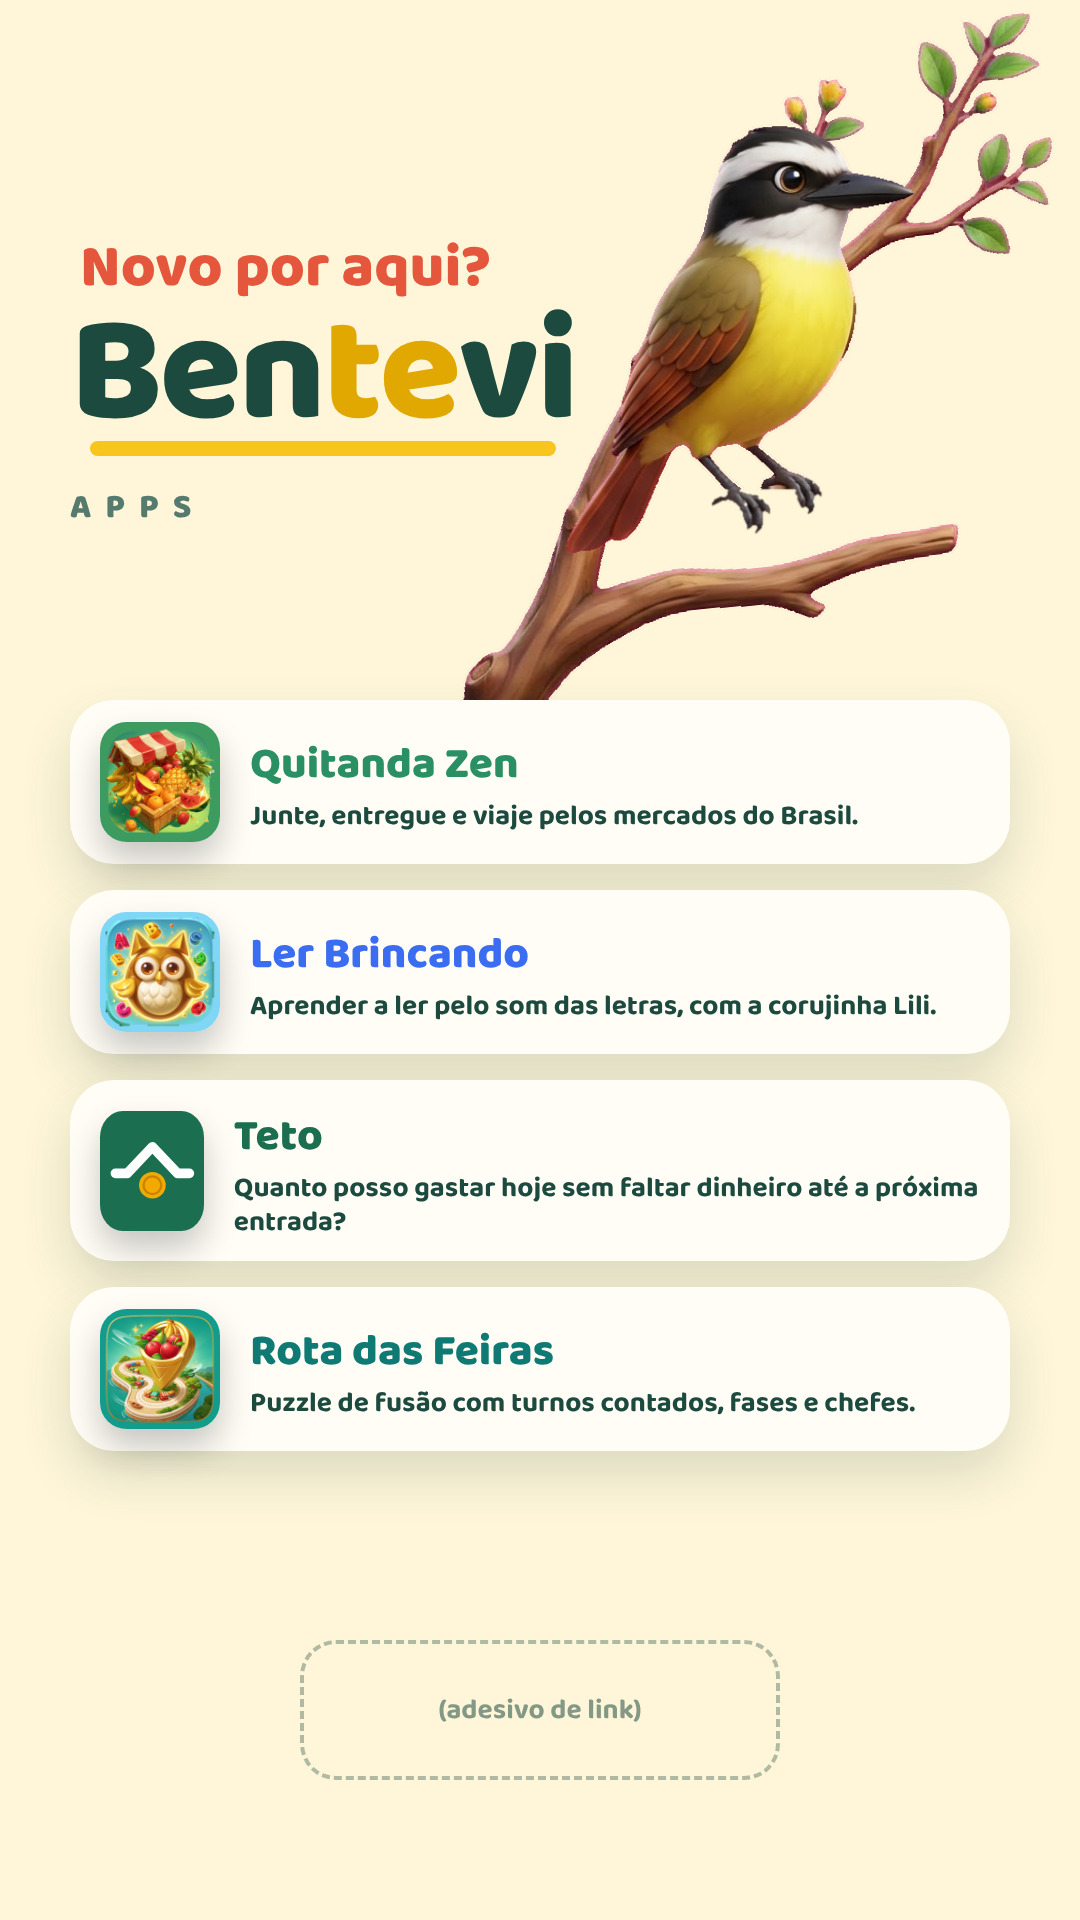 Novo por aqui?
Bentevi
APPS
Quitanda Zen
Junte, entregue e viaje pelos mercados do Brasil.
Ler Brincando
Aprender a ler pelo som das letras, com a corujinha Lili.
Teto
Quanto posso gastar hoje sem faltar dinheiro até a próxima
entrada?
Rota das Feiras
Puzzle de fusão com turnos contados, fases e chefes.
(adesivo de link)